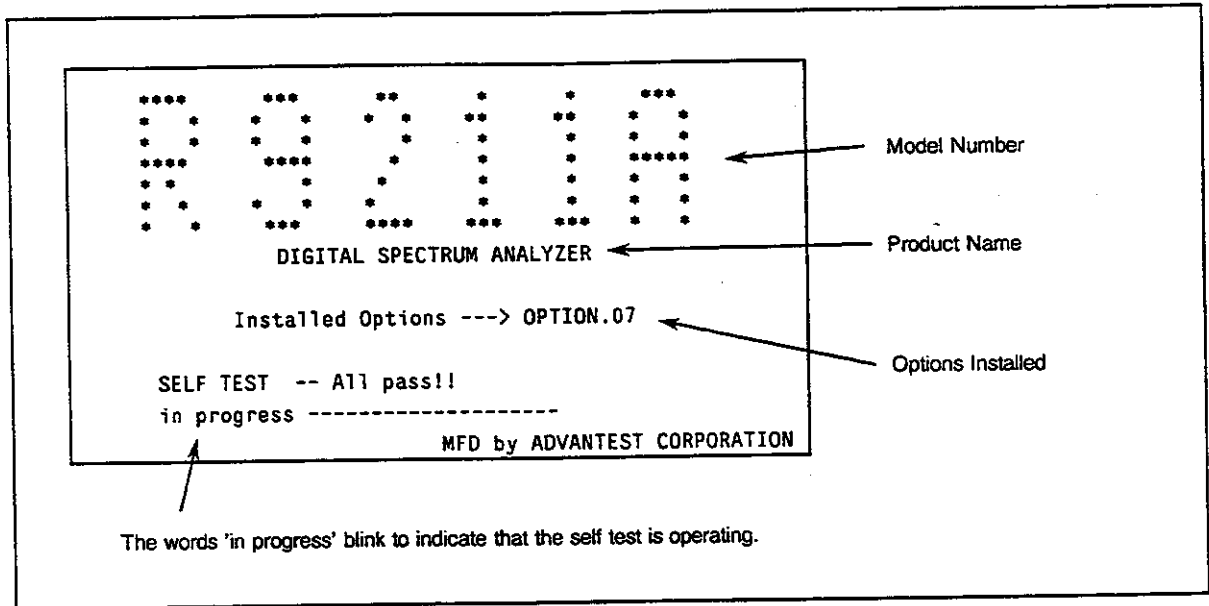 R9211A
Model Number
DIGITAL SPECTRUM ANALYZER
Product Name
Installed Options ---> OPTION.07
Options Installed
SELF TEST -- All pass!!
in progress --------------------
MFD by ADVANTEST CORPORATION
The words 'in progress' blink to indicate that the self test is operating.